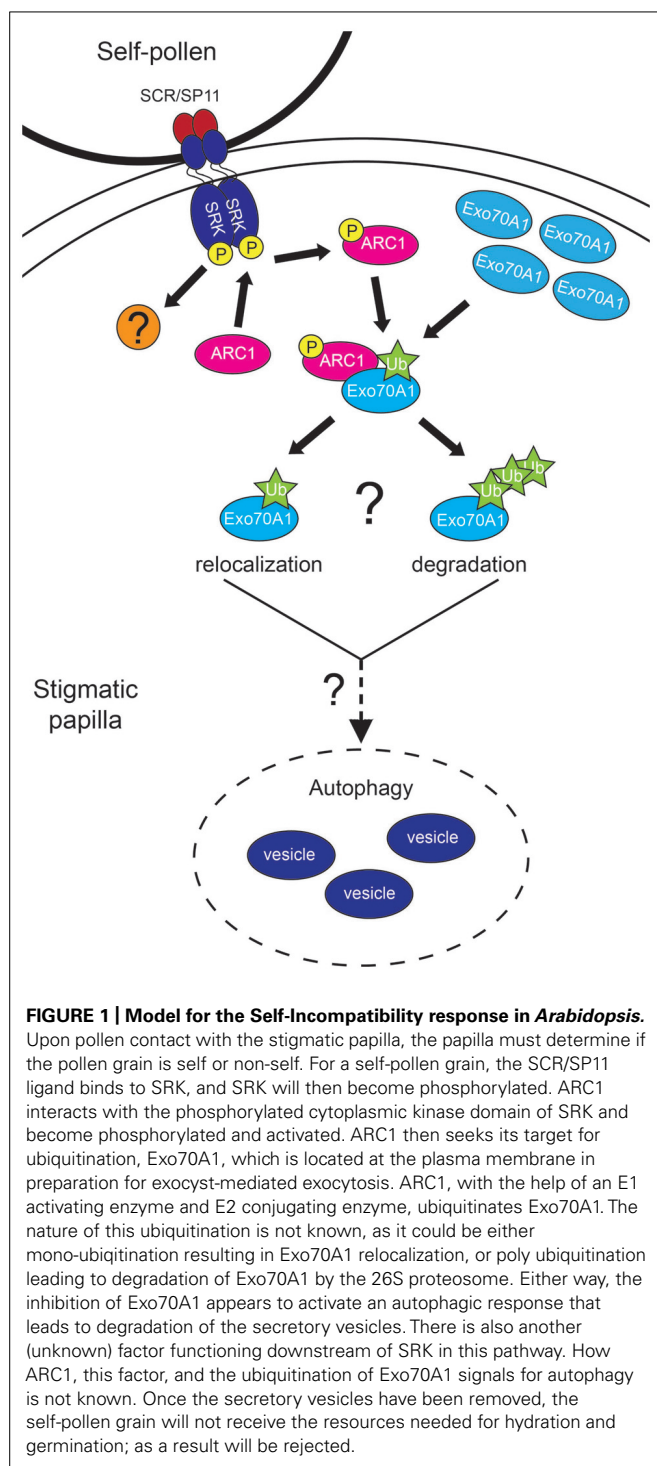 Self-pollen
SCR/SP11
SRK
SRK
P
P
?
ARC1
P
ARC1
Exo70A1
Exo70A1
Exo70A1
Exo70A1
P
ARC1
Ub
Exo70A1
Ub
Exo70A1
relocalization
?
Ub
Ub
Ub
Exo70A1
degradation
?
Stigmatic
papilla
Autophagy
vesicle
vesicle
vesicle
FIGURE 1 | Model for the Self-Incompatibility response in Arabidopsis.
Upon pollen contact with the stigmatic papilla, the papilla must determine if
the pollen grain is self or non-self. For a self-pollen grain, the SCR/SP11
ligand binds to SRK, and SRK will then become phosphorylated. ARC1
interacts with the phosphorylated cytoplasmic kinase domain of SRK and
become phosphorylated and activated. ARC1 then seeks its target for
ubiquitination, Exo70A1, which is located at the plasma membrane in
preparation for exocyst-mediated exocytosis. ARC1, with the help of an E1
activating enzyme and E2 conjugating enzyme, ubiquitinates Exo70A1. The
nature of this ubiquitination is not known, as it could be either
mono-ubiqitination resulting in Exo70A1 relocalization, or poly ubiquitination
leading to degradation of Exo70A1 by the 26S proteosome. Either way, the
inhibition of Exo70A1 appears to activate an autophagic response that
leads to degradation of the secretory vesicles. There is also another
(unknown) factor functioning downstream of SRK in this pathway. How
ARC1, this factor, and the ubiquitination of Exo70A1 signals for autophagy
is not known. Once the secretory vesicles have been removed, the
self-pollen grain will not receive the resources needed for hydration and
germination; as a result will be rejected.